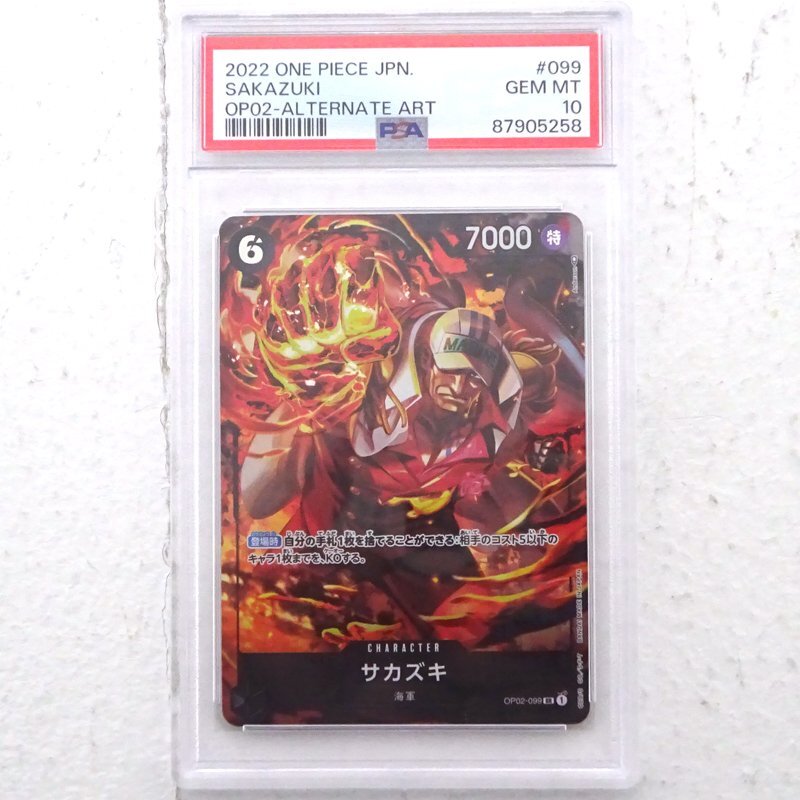 2022 ONE PIECE JPN. #099
SAKAZUKI GEM MT
OP02-ALTERNATE ART 10
PSA 87905258
6 7000 特
登場時 自分の手札1枚を捨てることができる:相手のコスト5以下の
キャラ1枚までを、KOする。
CHARACTER
サカズキ
海軍
OP02-099 SR 1